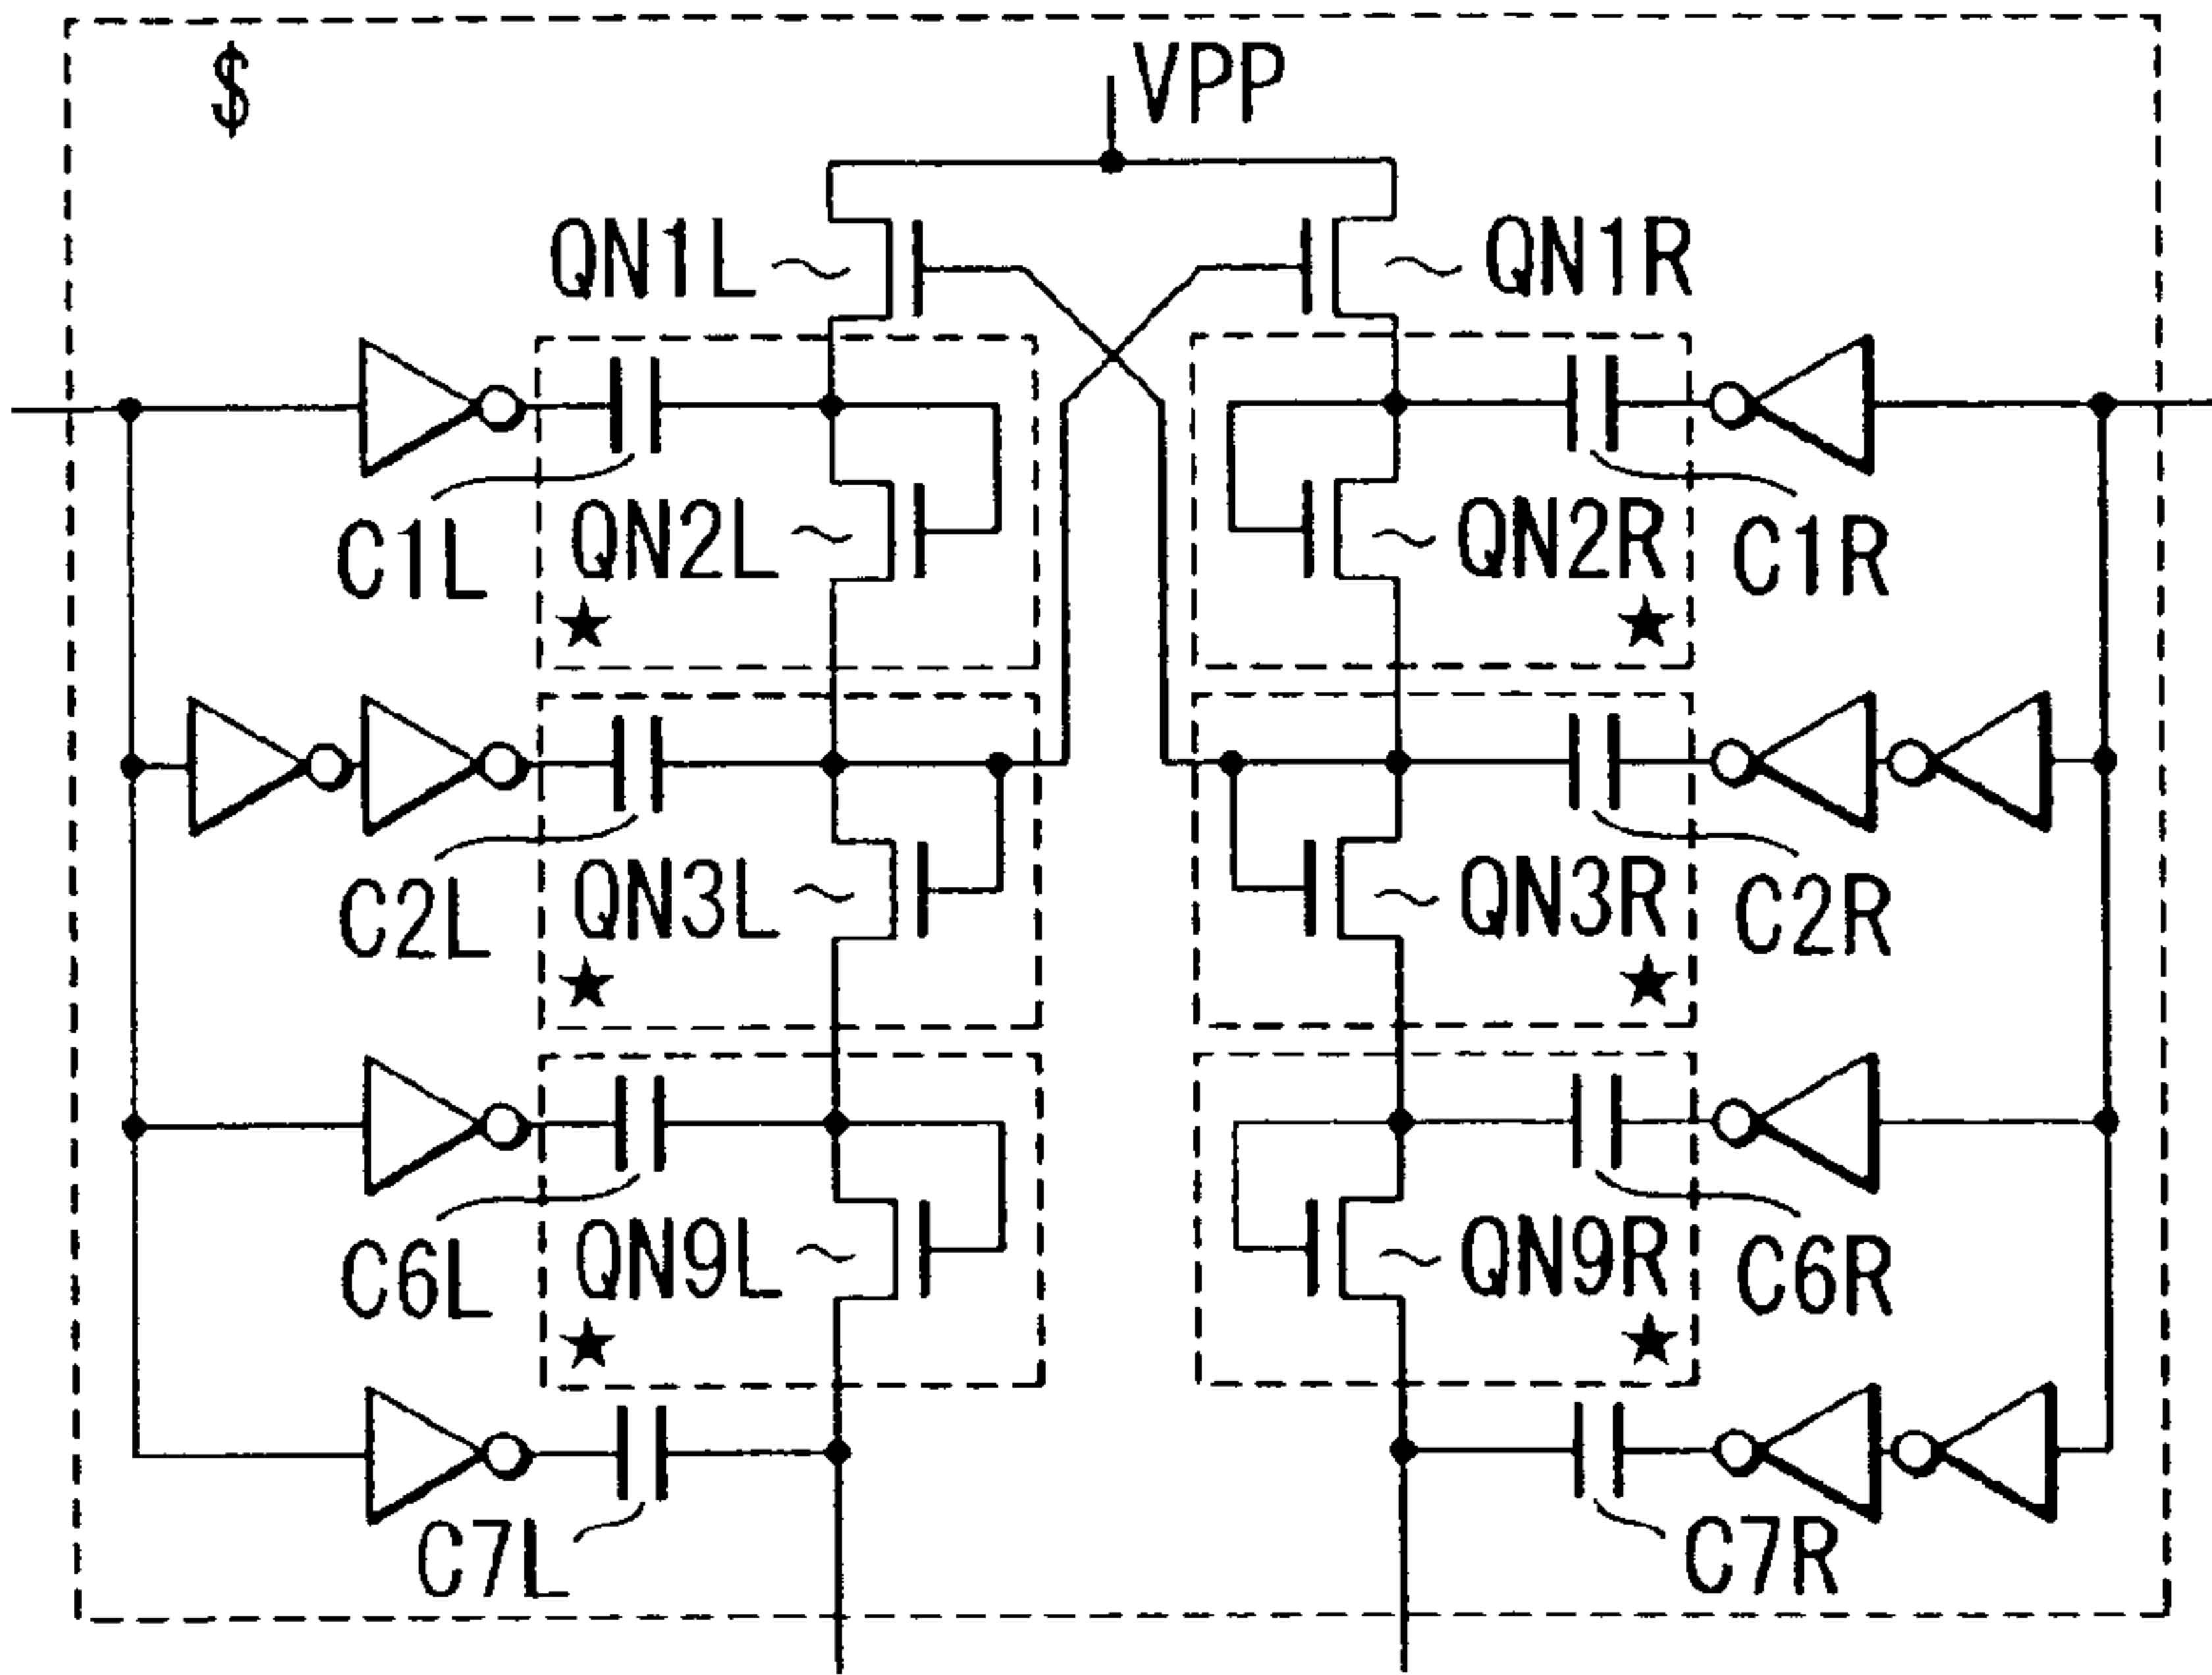 $
VPP
QN1L
QN1R
C1L
QN2L
QN2R
C1R
★
★
C2L
QN3L
QN3R
C2R
★
★
C6L
QN9L
QN9R
C6R
★
★
C7L
C7R